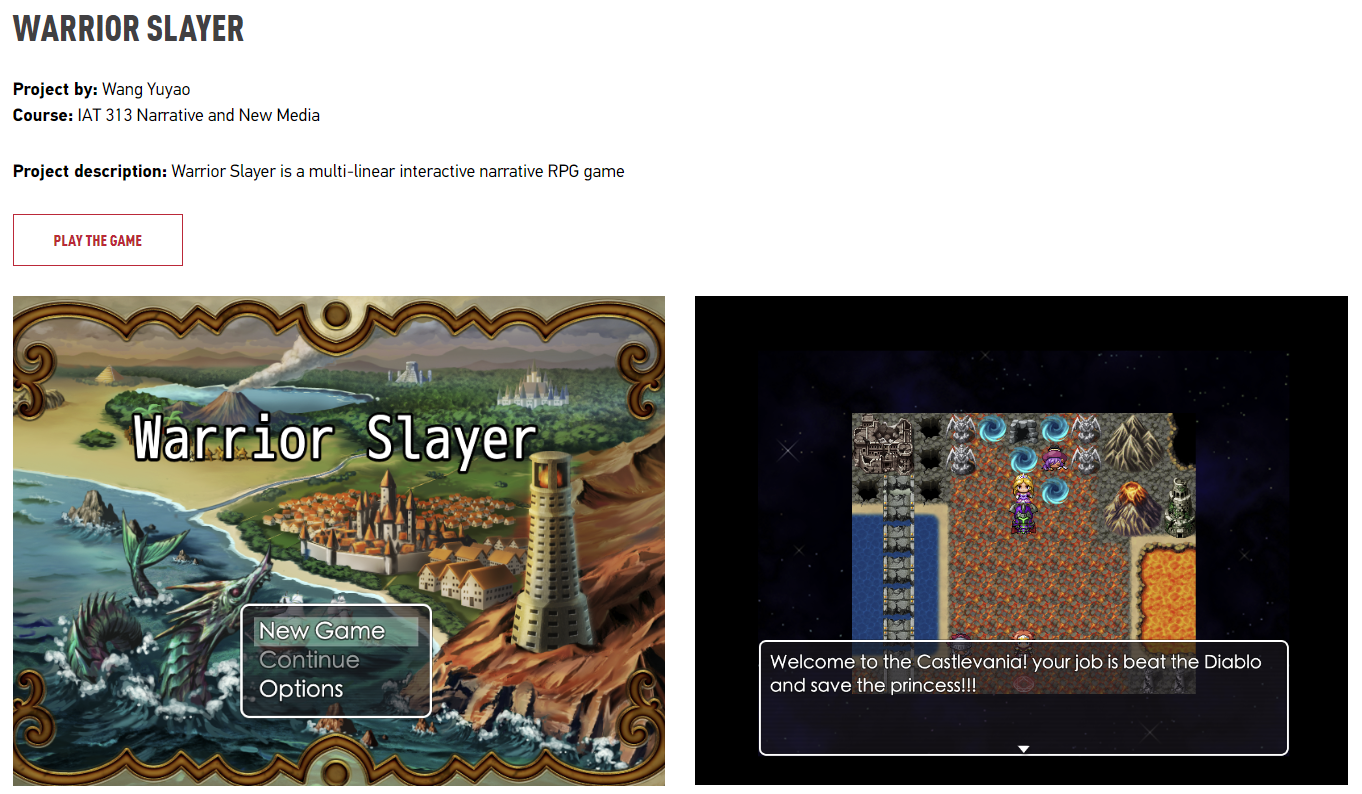 WARRIOR SLAYER
Project by: Wang Yuyao
Course: IAT 313 Narrative and New Media
Project description: Warrior Slayer is a multi-linear interactive narrative RPG game
PLAY THE GAME
Warrior Slayer
New Game
Continue
Options
Welcome to the Castlevania! your job is beat the Diablo
and save the princess!!!